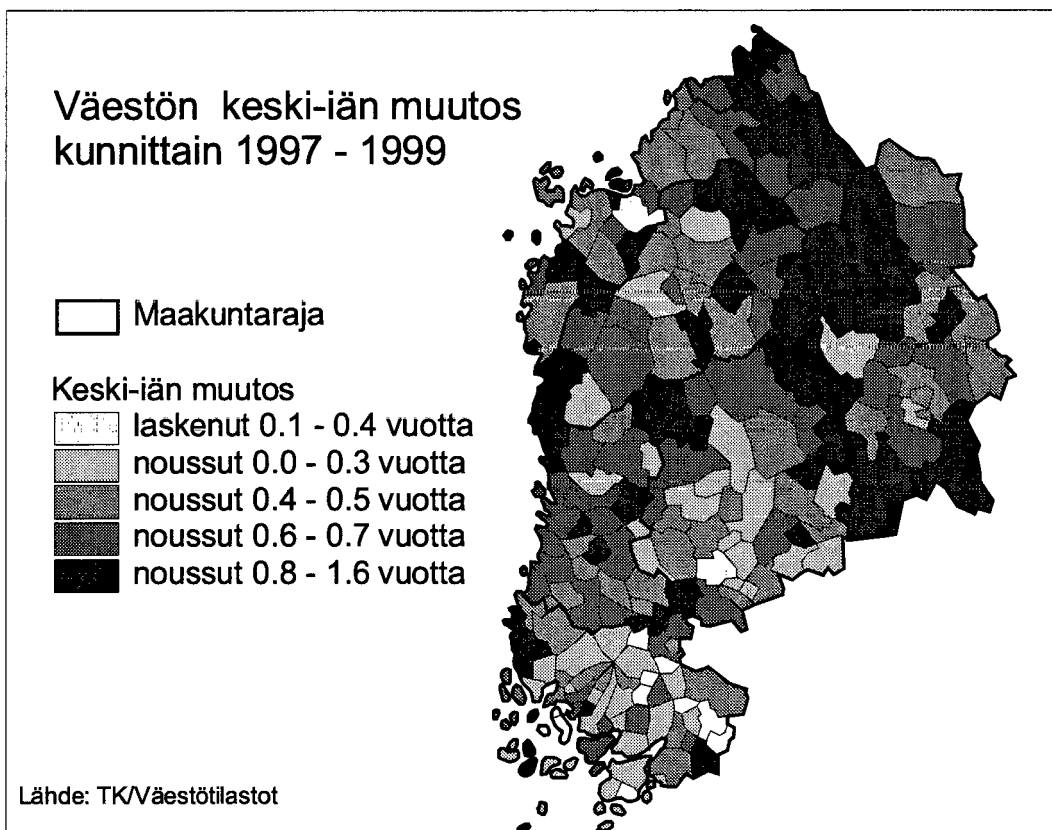 Väestön keski-iän muutos
kunnittain 1997 - 1999
Maakuntaraja
Keski-iän muutos
laskenut 0.1 - 0.4 vuotta
noussut 0.0 - 0.3 vuotta
noussut 0.4 - 0.5 vuotta
noussut 0.6 - 0.7 vuotta
noussut 0.8 - 1.6 vuotta
Lähde: TK/Väestötilastot